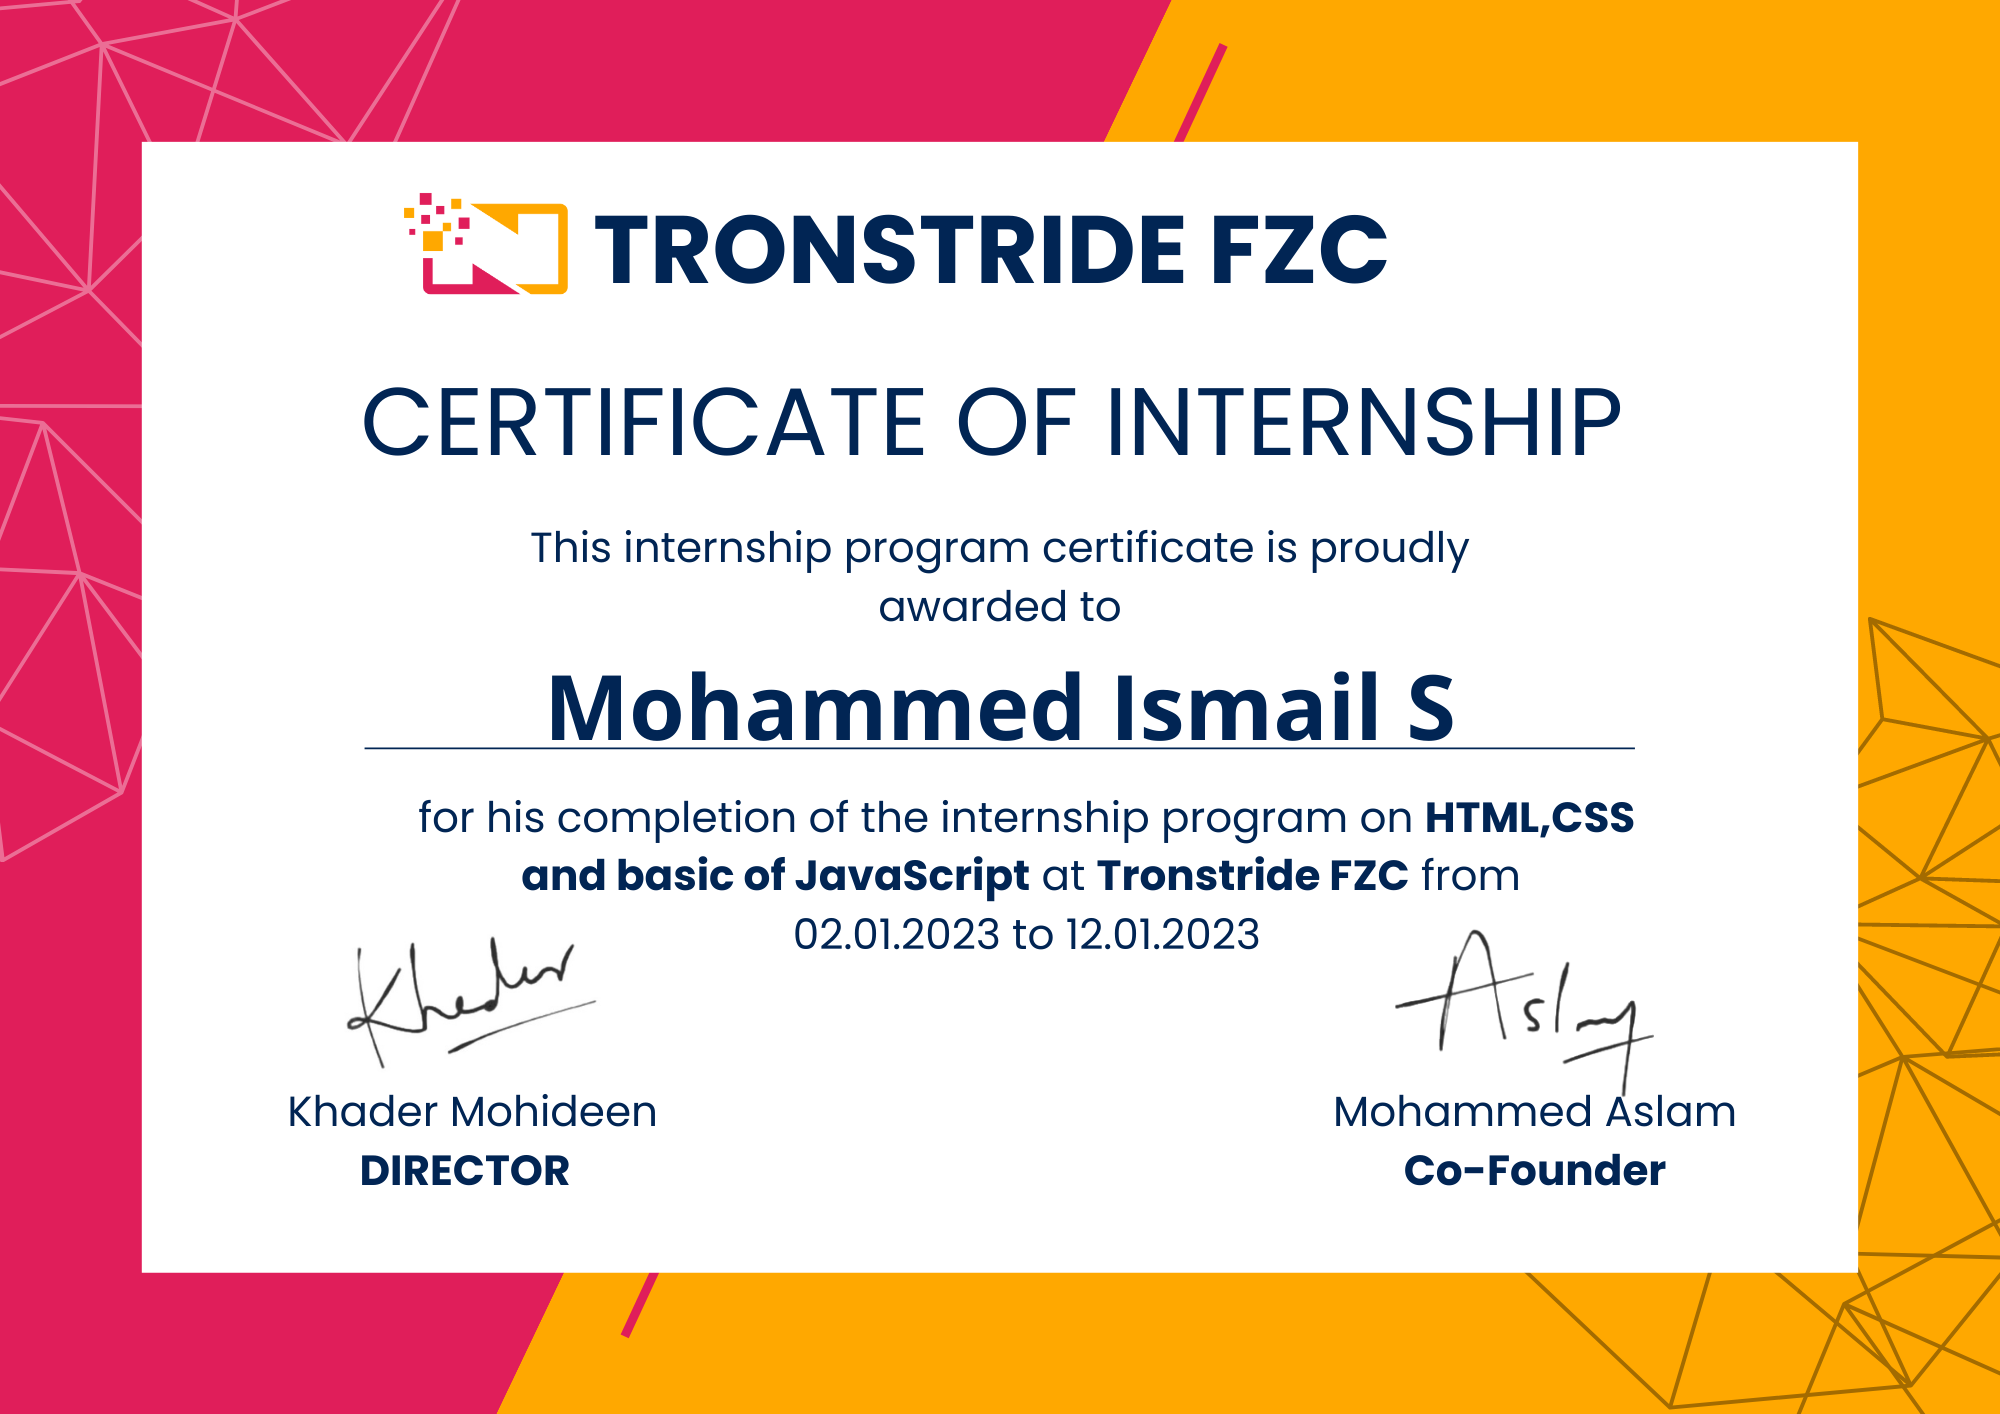 TRONSTRIDE FZC
CERTIFICATE OF INTERNSHIP
This internship program certificate is proudly
awarded to
Mohammed Ismail S
for his completion of the internship program on HTML,CSS
and basic of JavaScript at Tronstride FZC from
02.01.2023 to 12.01.2023
Khader
Aslam
Khader Mohideen
Mohammed Aslam
DIRECTOR
Co-Founder